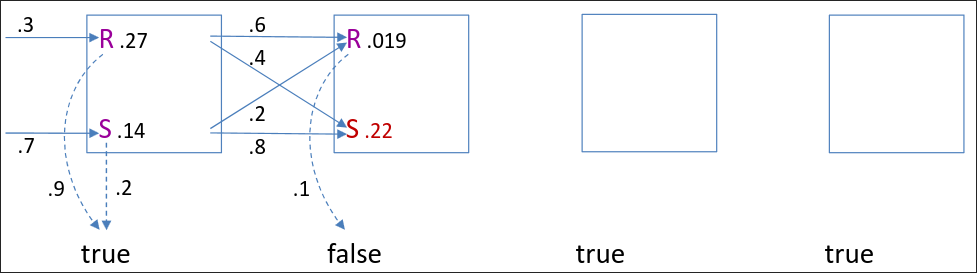 .3
R .27
.6
R .019
.4
.2
S .14
S .22
.7
.8
.9
.2
.1
true
false
true
true